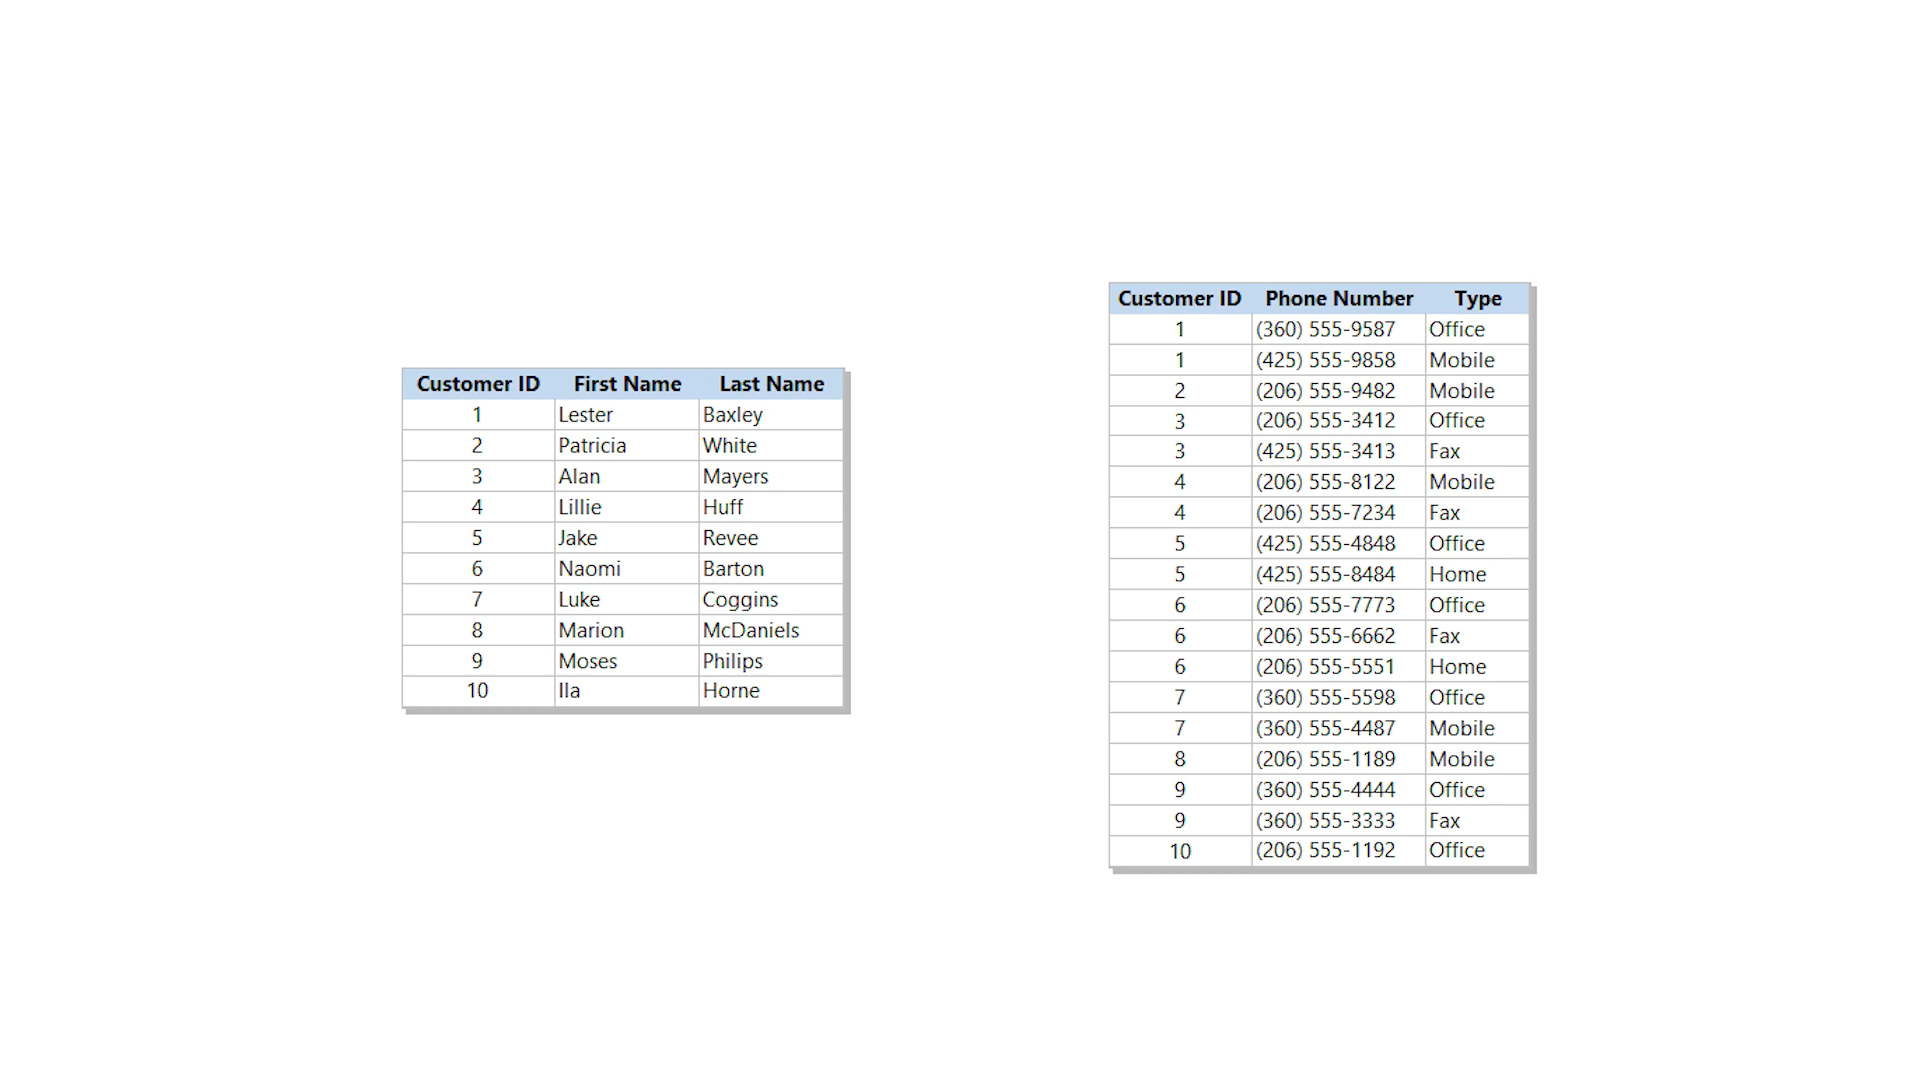 Customer ID First Name Last Name
1 Lester Baxley
2 Patricia White
3 Alan Mayers
4 Lillie Huff
5 Jake Revee
6 Naomi Barton
7 Luke Coggins
8 Marion McDaniels
9 Moses Philips
10 Ila Horne
Customer ID Phone Number Type
1 (360) 555-9587 Office
1 (425) 555-9858 Mobile
2 (206) 555-9482 Mobile
3 (206) 555-3412 Office
3 (425) 555-3413 Fax
4 (206) 555-8122 Mobile
4 (206) 555-7234 Fax
5 (425) 555-4848 Office
5 (425) 555-8484 Home
6 (206) 555-7773 Office
6 (206) 555-6662 Fax
6 (206) 555-5551 Home
7 (360) 555-5598 Office
7 (360) 555-4487 Mobile
8 (206) 555-1189 Mobile
9 (360) 555-4444 Office
9 (360) 555-3333 Fax
10 (206) 555-1192 Office